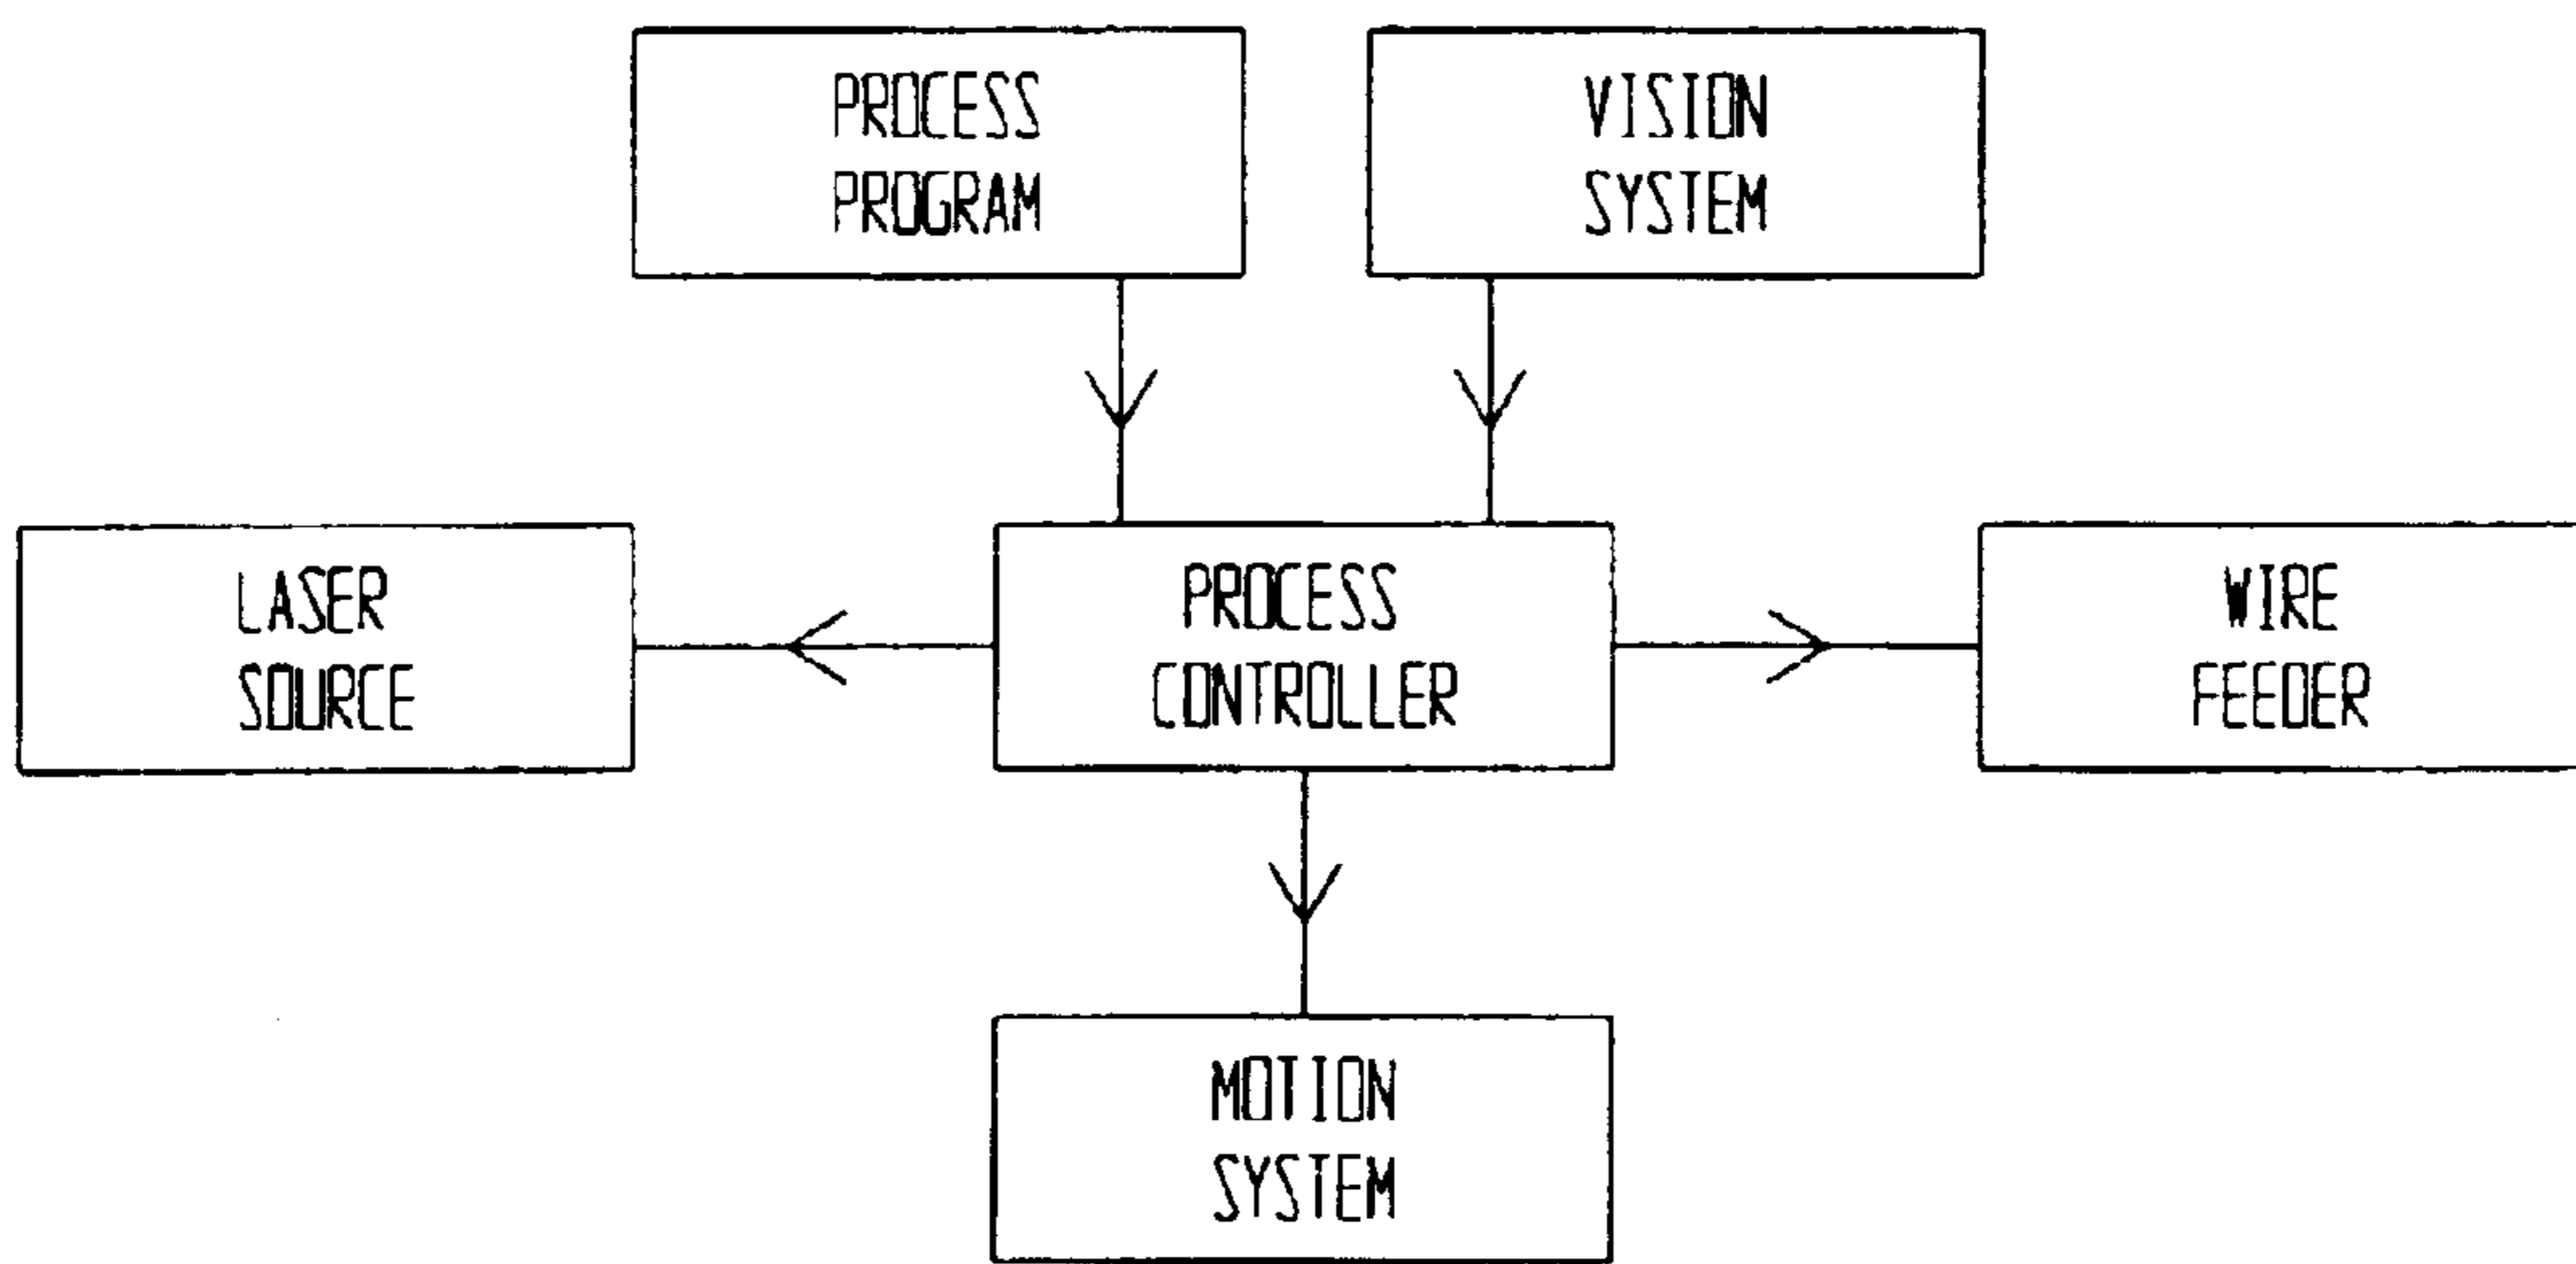 PROCESS
PROGRAM
VISION
SYSTEM
LASER
SOURCE
PROCESS
CONTROLLER
WIRE
FEEDER
MOTION
SYSTEM